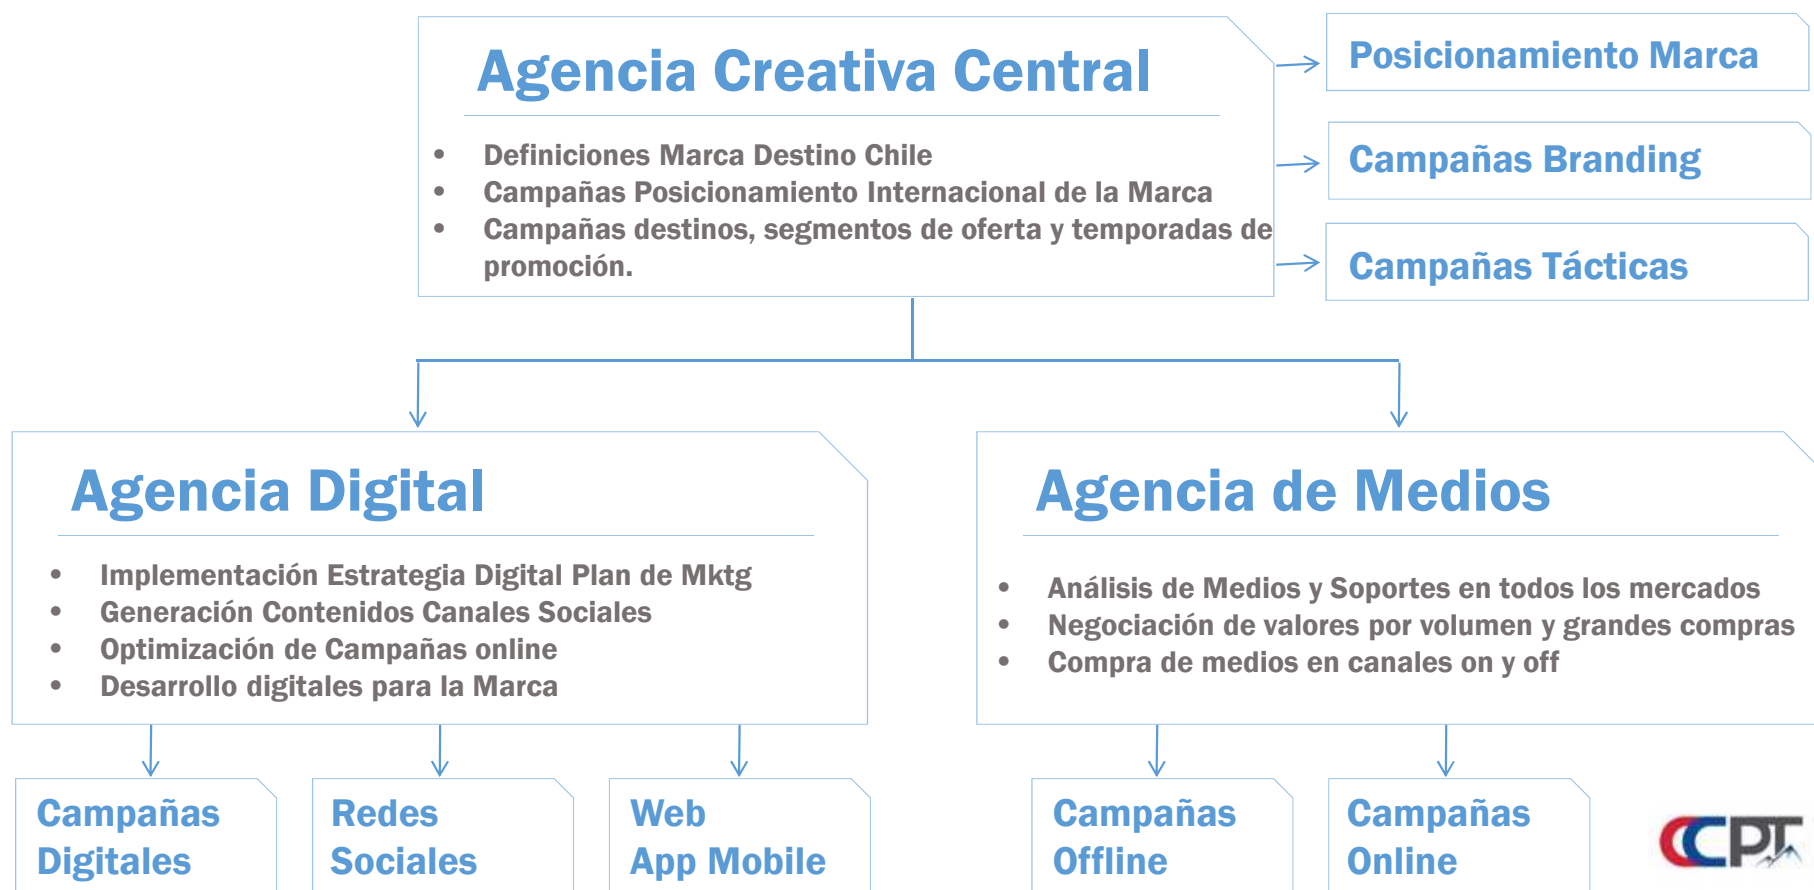 Agencia Creativa Central
• Definiciones Marca Destino Chile
• Campañas Posicionamiento Internacional de la Marca
• Campañas destinos, segmentos de oferta y temporadas de
promoción.
Posicionamiento Marca
Campañas Branding
Campañas Tácticas
Agencia Digital
• Implementación Estrategia Digital Plan de Mktg
• Generación Contenidos Canales Sociales
• Optimización de Campañas online
• Desarrollo digitales para la Marca
Agencia de Medios
• Análisis de Medios y Soportes en todos los mercados
• Negociación de valores por volumen y grandes compras
• Compra de medios en canales on y off
Campañas
Digitales
Redes
Sociales
Web
App Mobile
Campañas
Offline
Campañas
Online
CCPT